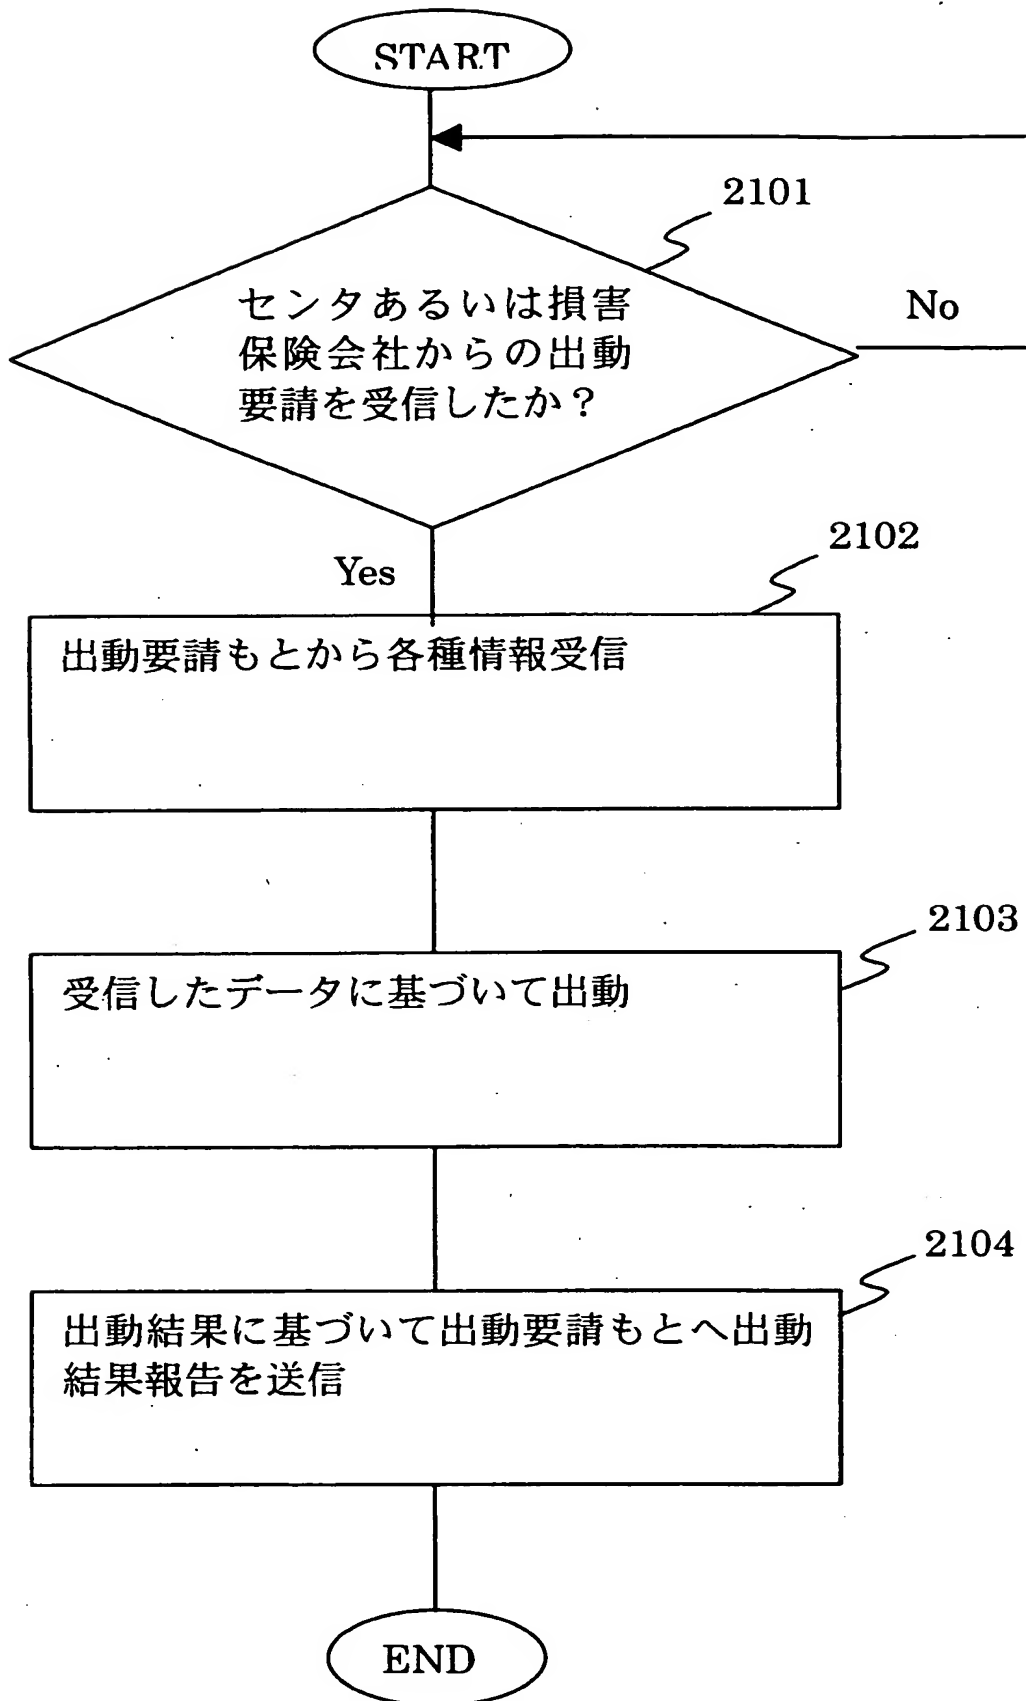 START
2101
センタあるいは損害
保険会社からの出動
要請を受信したか？
No
Yes
2102
出動要請もとから各種情報受信
2103
受信したデータに基づいて出動
2104
出動結果に基づいて出動要請もとへ出動
結果報告を送信
END